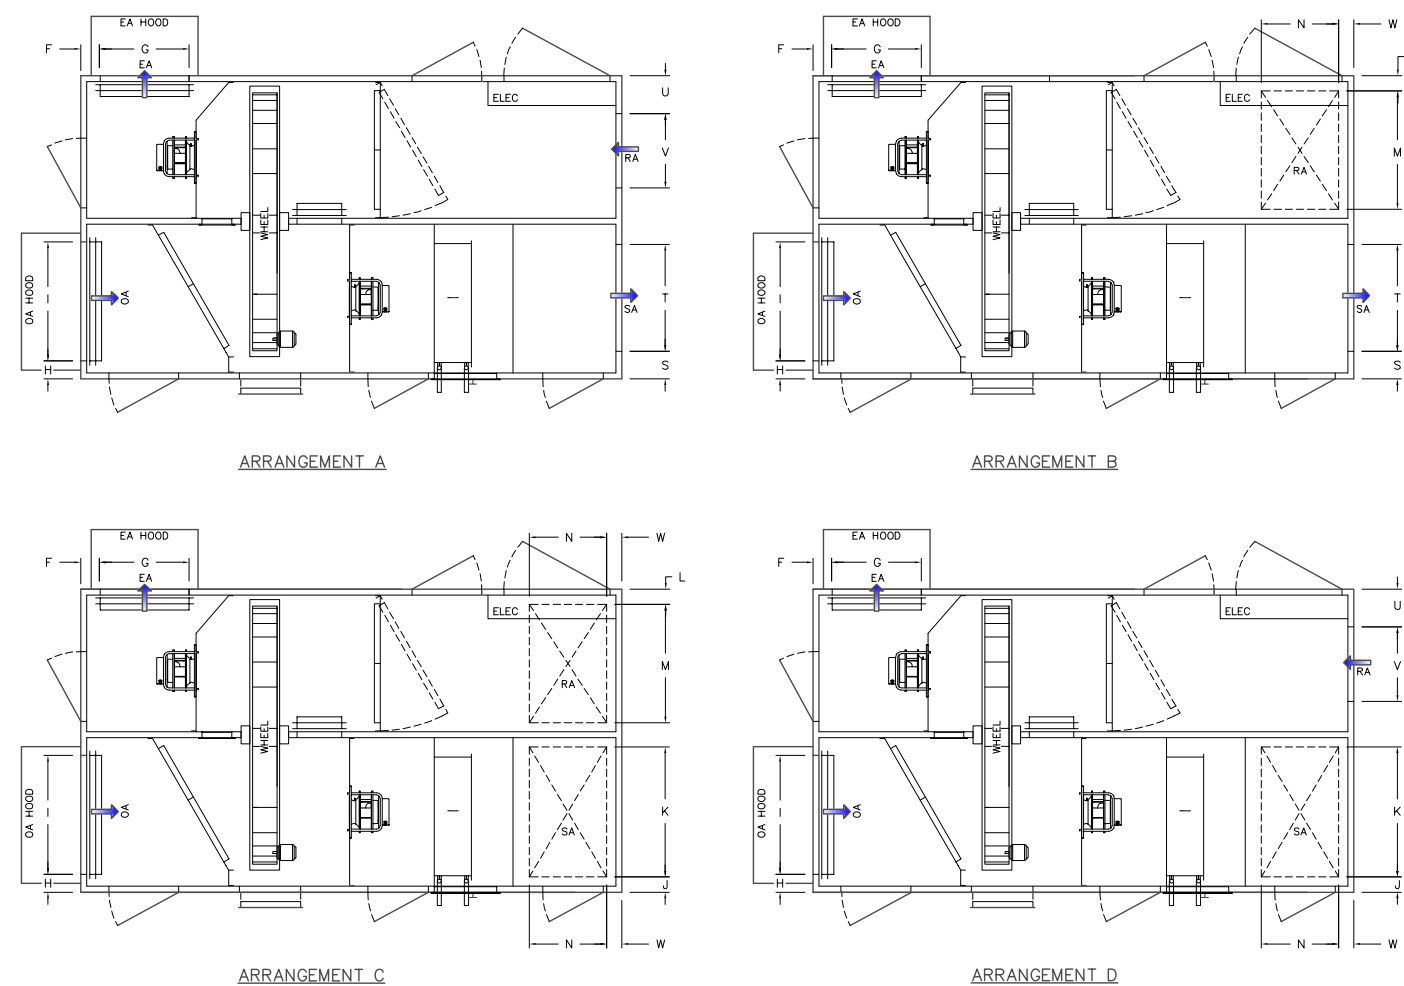 EA HOOD
F
G
EA
ELEC
U
V
RA
WHEEL
OA HOOD
OA
T
SA
H
S
ARRANGEMENT A
EA HOOD
N
W
F
G
EA
ELEC
M
RA
WHEEL
OA HOOD
OA
T
SA
H
S
ARRANGEMENT B
EA HOOD
N
W
F
G
EA
L
ELEC
M
RA
WHEEL
OA HOOD
OA
K
SA
H
J
N
W
ARRANGEMENT C
EA HOOD
F
G
EA
ELEC
U
V
RA
WHEEL
OA HOOD
OA
K
SA
H
J
N
W
ARRANGEMENT D